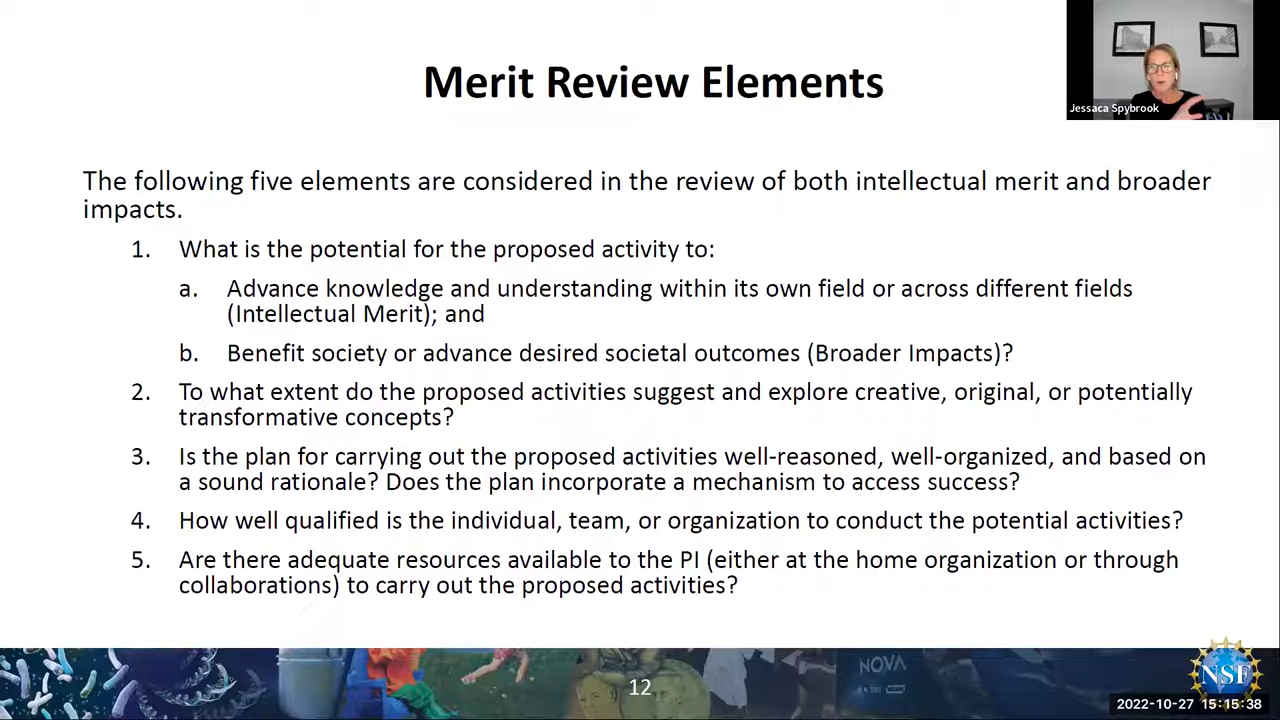 Merit Review Elements
Jessaca Spybrook
The following five elements are considered in the review of both intellectual merit and broader
impacts.
1. What is the potential for the proposed activity to:
a. Advance knowledge and understanding within its own field or across different fields
(Intellectual Merit); and
b. Benefit society or advance desired societal outcomes (Broader Impacts)?
2. To what extent do the proposed activities suggest and explore creative, original, or potentially
transformative concepts?
3. Is the plan for carrying out the proposed activities well-reasoned, well-organized, and based on
a sound rationale? Does the plan incorporate a mechanism to access success?
4. How well qualified is the individual, team, or organization to conduct the potential activities?
5. Are there adequate resources available to the PI (either at the home organization or through
collaborations) to carry out the proposed activities?
NOVA
12
NSF
2022-10-27 15:15:38